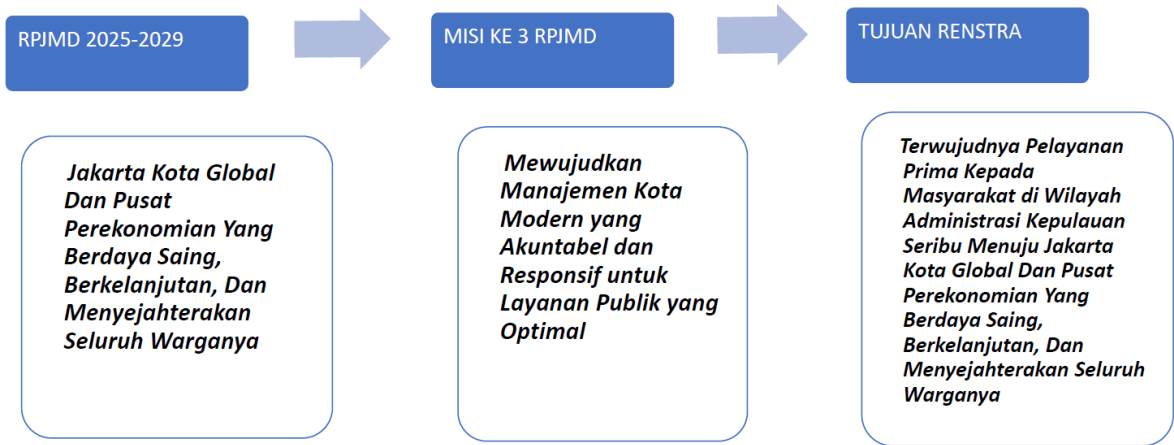 RPJMD 2025-2029
MISI KE 3 RPJMD
TUJUAN RENSTRA
Jakarta Kota Global
Dan Pusat
Perekonomian Yang
Berdaya Saing,
Berkelanjutan, Dan
Menyejahterakan
Seluruh Warganya
Mewujudkan
Manajemen Kota
Modern yang
Akuntabel dan
Responsif untuk
Layanan Publik yang
Optimal
Terwujudnya Pelayanan
Prima Kepada
Masyarakat di Wilayah
Administrasi Kepulauan
Seribu Menuju Jakarta
Kota Global Dan Pusat
Perekonomian Yang
Berdaya Saing,
Berkelanjutan, Dan
Menyejahterakan Seluruh
Warganya